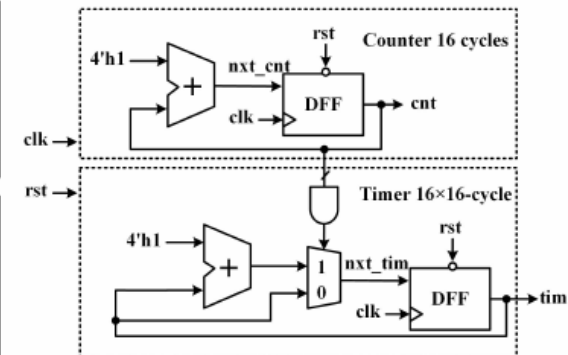 rst
Counter 16 cycles
4'h1
nxt_cnt
+
DFF
cnt
clk
clk
rst
Timer 16×16-cycle
rst
4'h1
+
1
0
nxt_tim
DFF
tim
clk